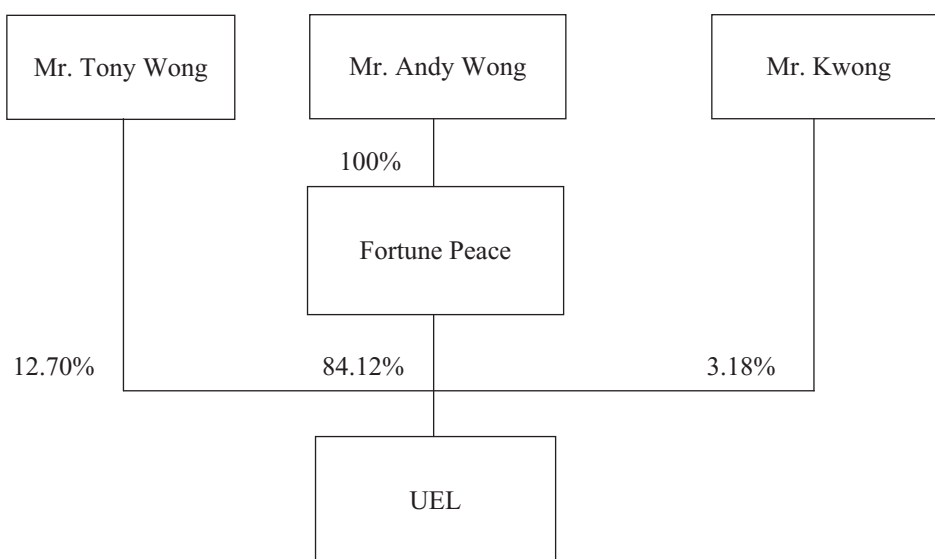 Mr. Tony Wong
Mr. Andy Wong
Mr. Kwong
100%
Fortune Peace
12.70%
84.12%
3.18%
UEL